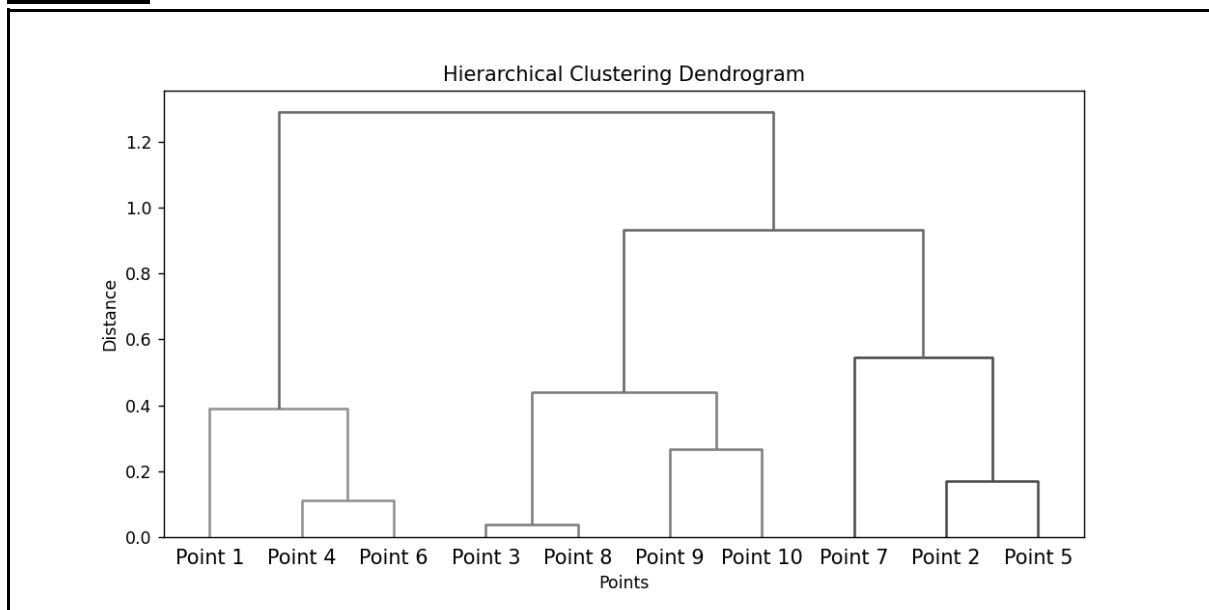 Hierarchical Clustering Dendrogram
1.2
1.0
0.8
0.6
0.4
0.2
0.0
Distance
Point 1 Point 4 Point 6 Point 3 Point 8 Point 9 Point 10 Point 7 Point 2 Point 5
Points